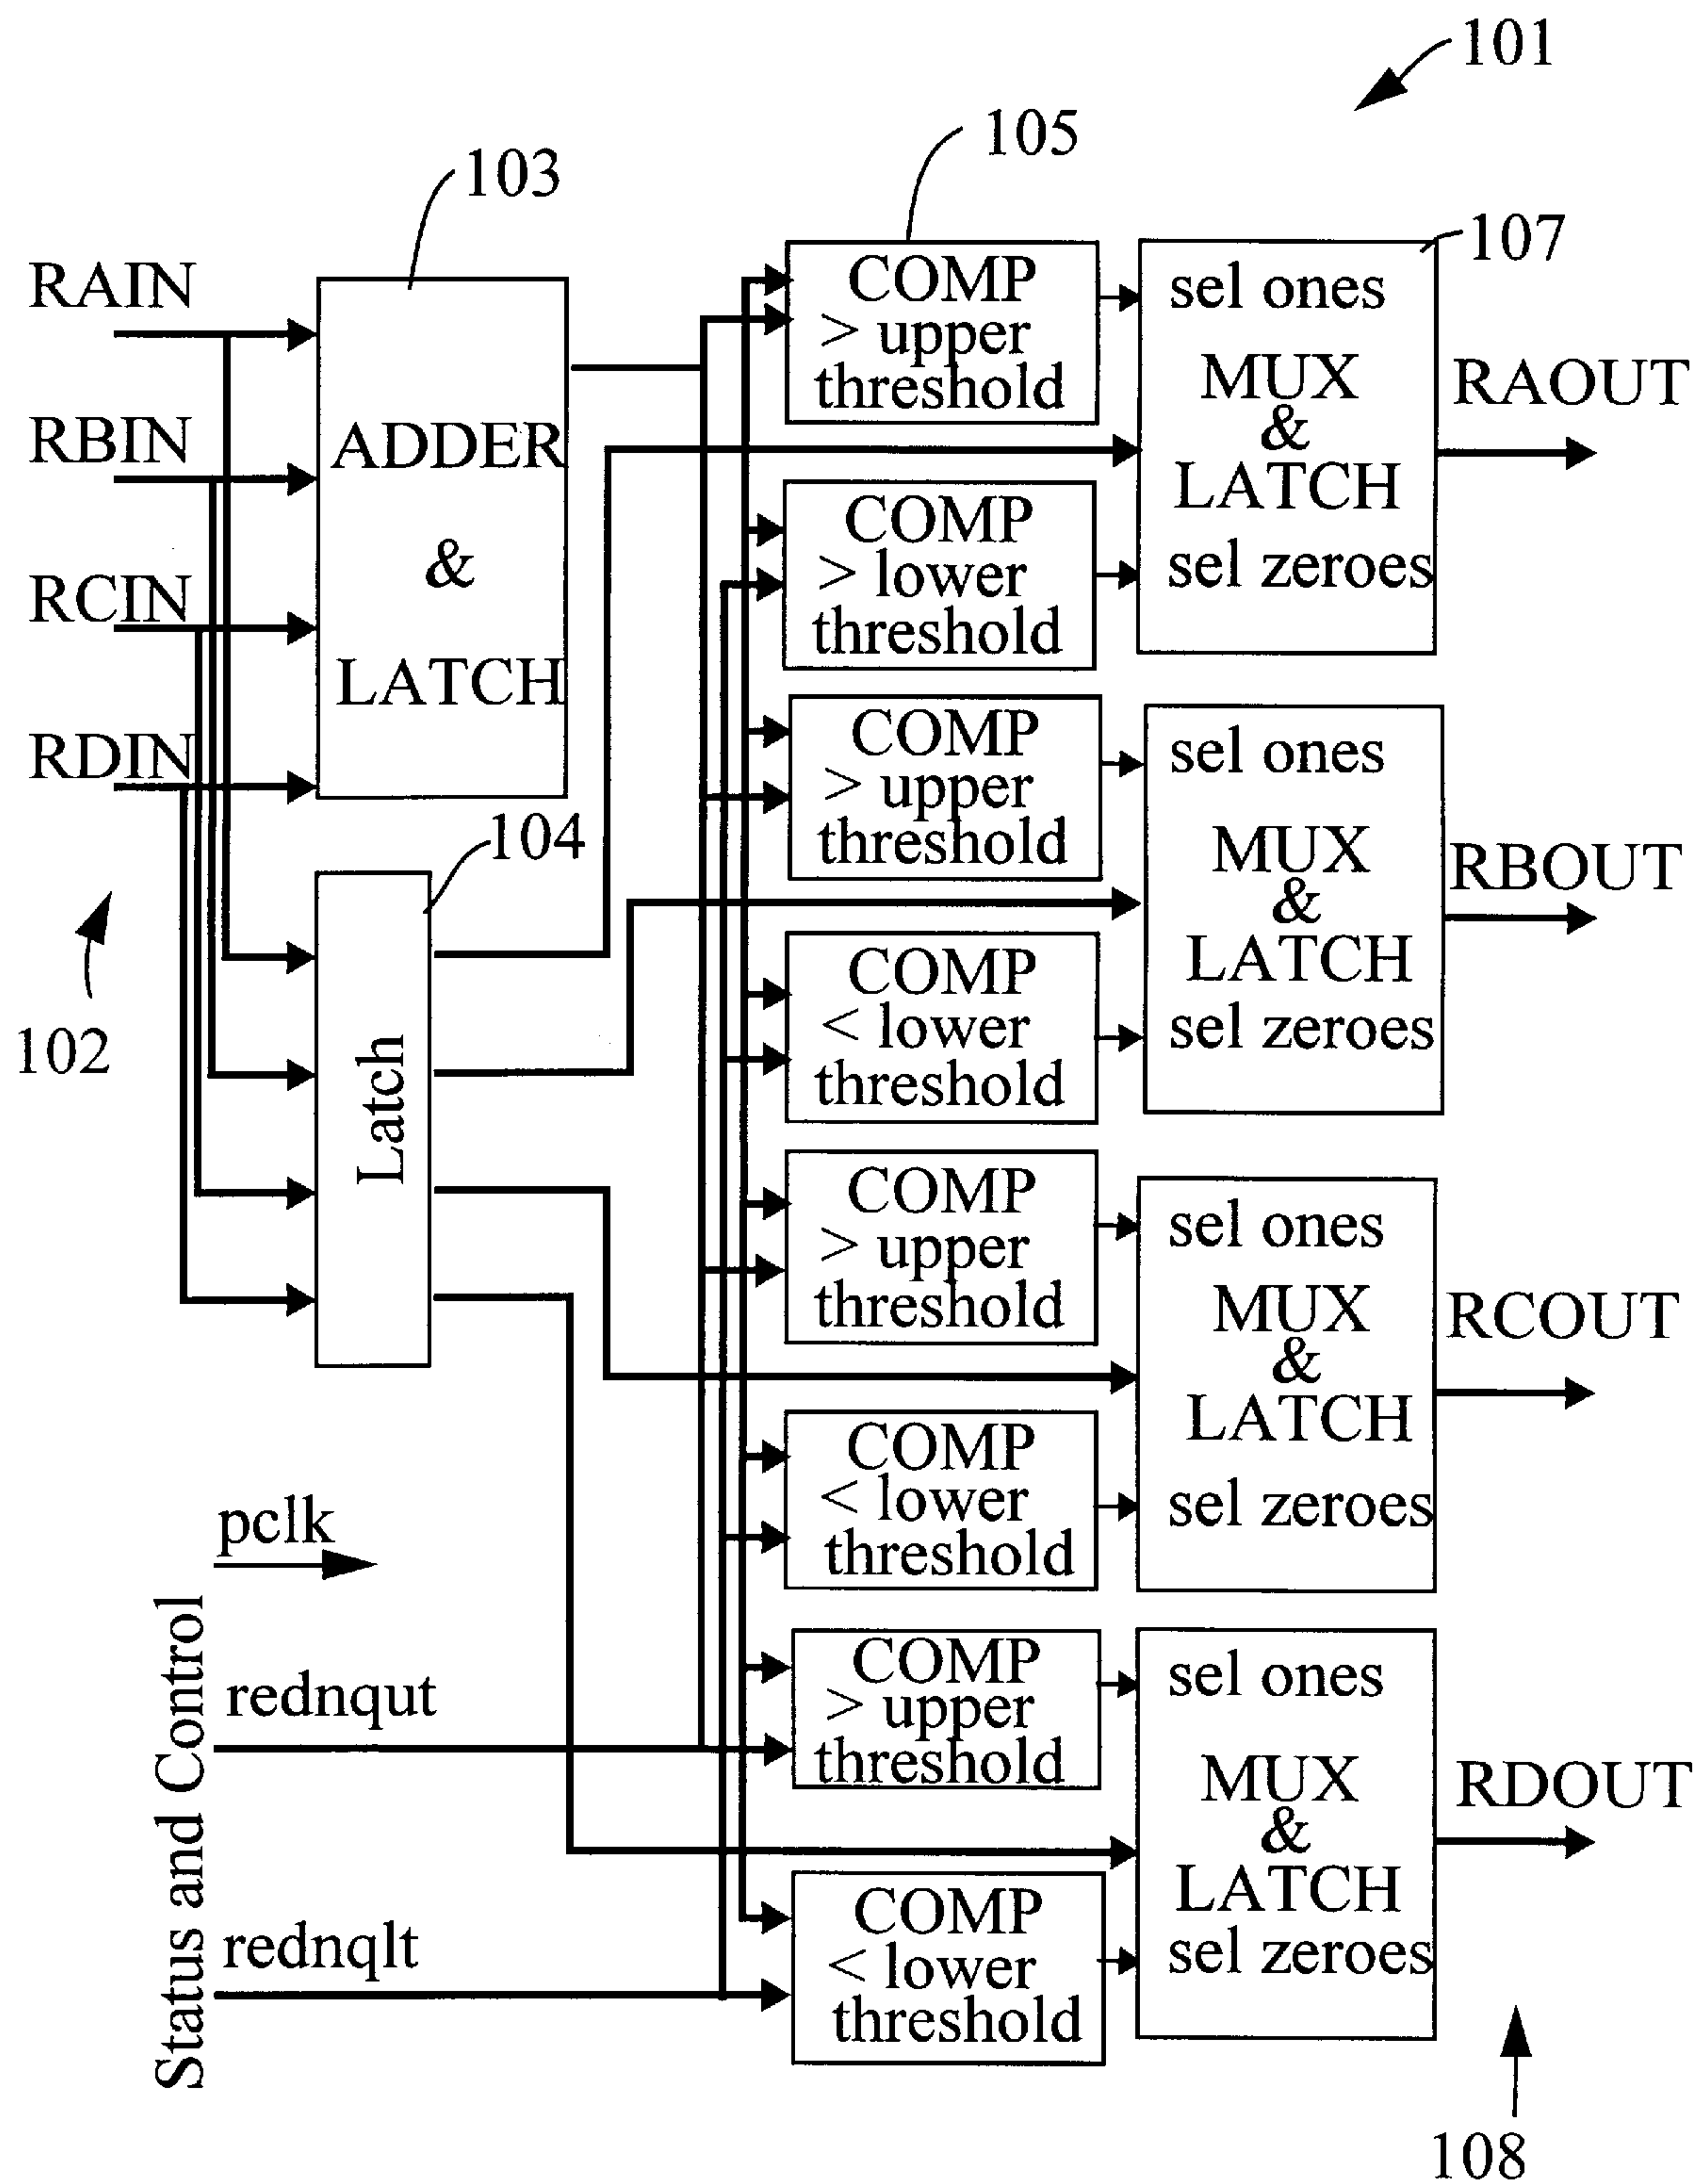 101
105
103
107
RAIN
RBIN
RCIN
RDIN
ADDER
&
LATCH
104
102
Latch
COMP
> upper
threshold
COMP
> lower
threshold
COMP
> upper
threshold
COMP
< lower
threshold
COMP
> upper
threshold
COMP
< lower
threshold
COMP
> upper
threshold
COMP
< lower
threshold
sel ones
MUX
&
LATCH
sel zeroes
RAOUT
sel ones
MUX
&
LATCH
sel zeroes
RBOUT
sel ones
MUX
&
LATCH
sel zeroes
RCOUT
sel ones
MUX
&
LATCH
sel zeroes
RDOUT
Status and Control
pclk
rednqut
rednqlt
108